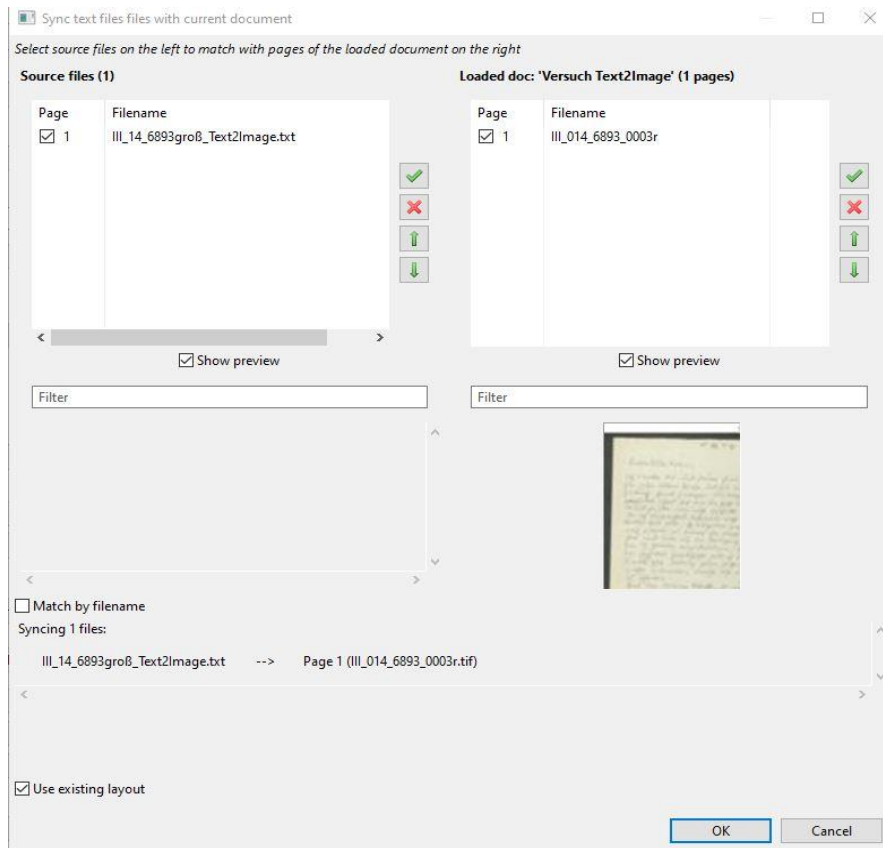 Sync text files files with current document
Select source files on the left to match with pages of the loaded document on the right
Source files (1)
Loaded doc: 'Versuch Text2Image' (1 pages)
Page Filename
1 III_14_6893groß_Text2Image.txt
Page Filename
1 III_014_6893_0003r
Show preview
Show preview
Filter
Filter
Match by filename
Syncing 1 files:
III_14_6893groß_Text2Image.txt --> Page 1 (III_014_6893_0003r.tif)
Use existing layout
OK Cancel